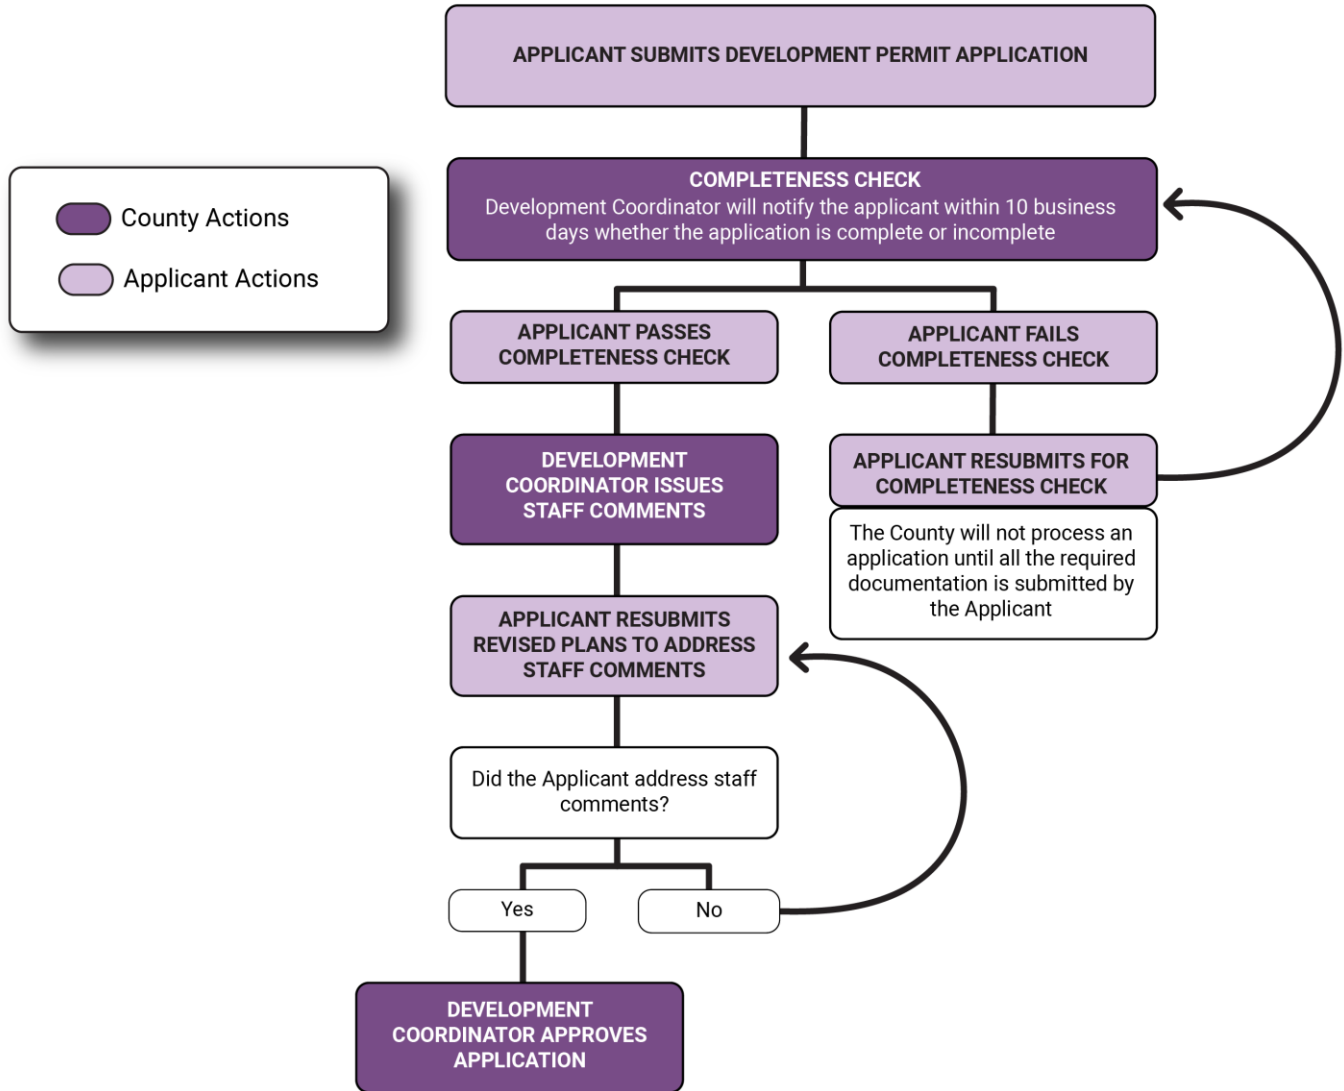 APPLICANT SUBMITS DEVELOPMENT PERMIT APPLICATION
COMPLETENESS CHECK
Development Coordinator will notify the applicant within 10 business
days whether the application is complete or incomplete
County Actions
Applicant Actions
APPLICANT PASSES
COMPLETENESS CHECK
APPLICANT FAILS
COMPLETENESS CHECK
DEVELOPMENT
COORDINATOR ISSUES
STAFF COMMENTS
APPLICANT RESUBMITS FOR
COMPLETENESS CHECK
The County will not process an
application until all the required
documentation is submitted by
the Applicant
APPLICANT RESUBMITS
REVISED PLANS TO ADDRESS
STAFF COMMENTS
Did the Applicant address staff
comments?
Yes
No
DEVELOPMENT
COORDINATOR APPROVES
APPLICATION